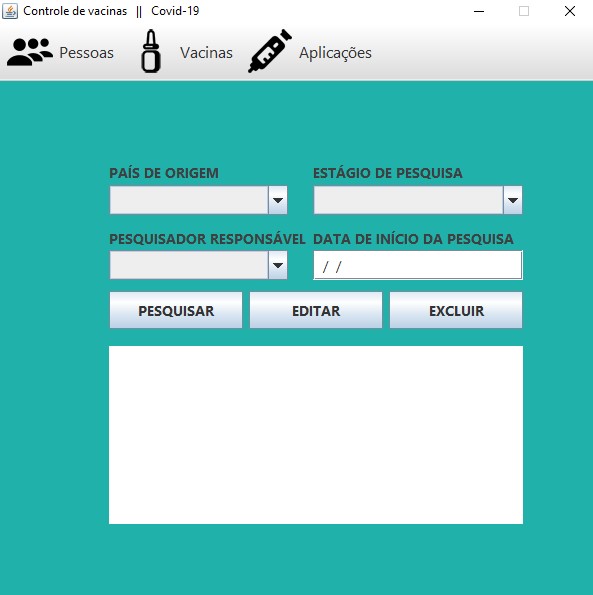 Controle de vacinas || Covid-19
Pessoas Vacinas Aplicações
PAÍS DE ORIGEM ESTÁGIO DE PESQUISA
PESQUISADOR RESPONSÁVEL DATA DE INÍCIO DA PESQUISA
/ /
PESQUISAR EDITAR EXCLUIR